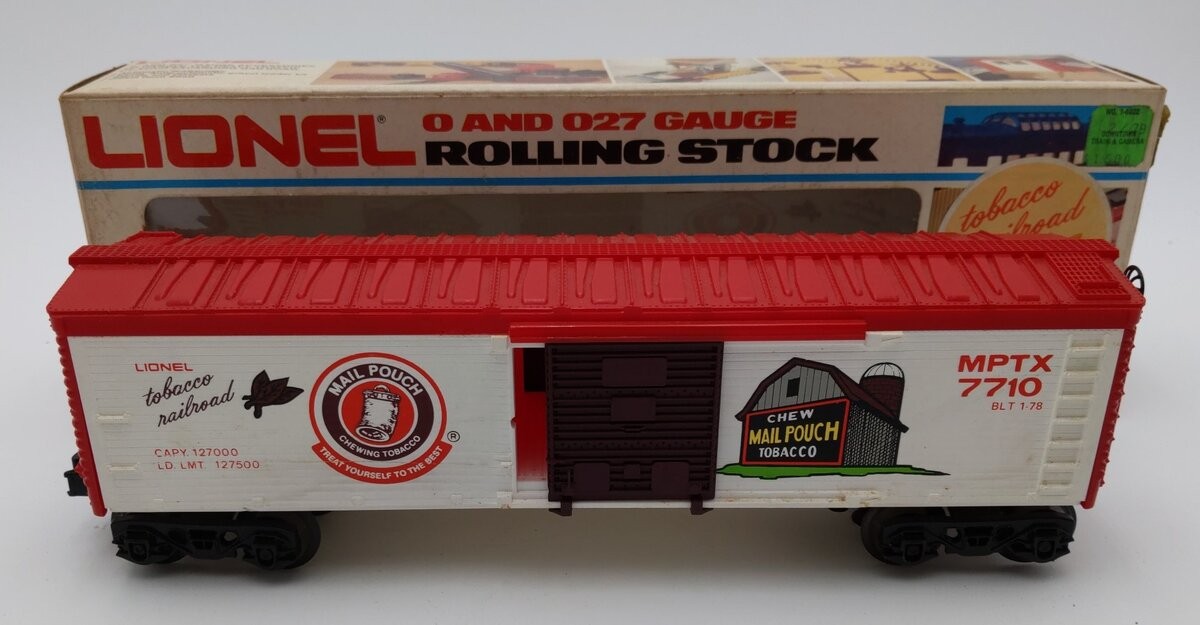 LIONEL®
O AND 027 GAUGE
ROLLING STOCK
DOWNTOWN
tobacco
railroad
LIONEL
tobacco
railroad
CAPY. 127000
LD. LMT. 127500
MAIL POUCH
CHEWING TOBACCO
TREAT YOURSELF TO THE BEST
®
CHEW
MAIL POUCH
TOBACCO
MPTX
7710
BLT 1-78